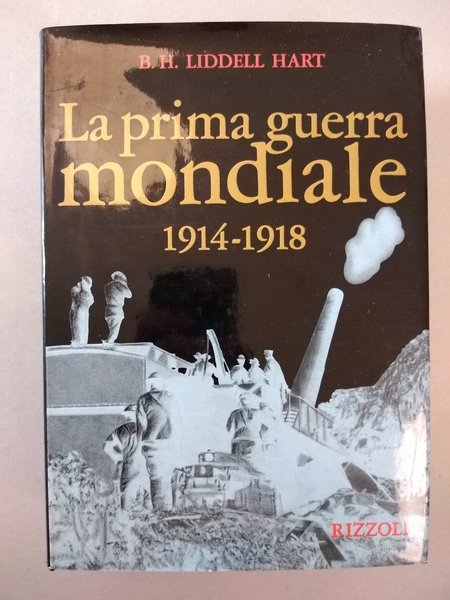 B. H. LIDDELL HART
La prima guerra
mondiale
1914-1918
RIZZOLI